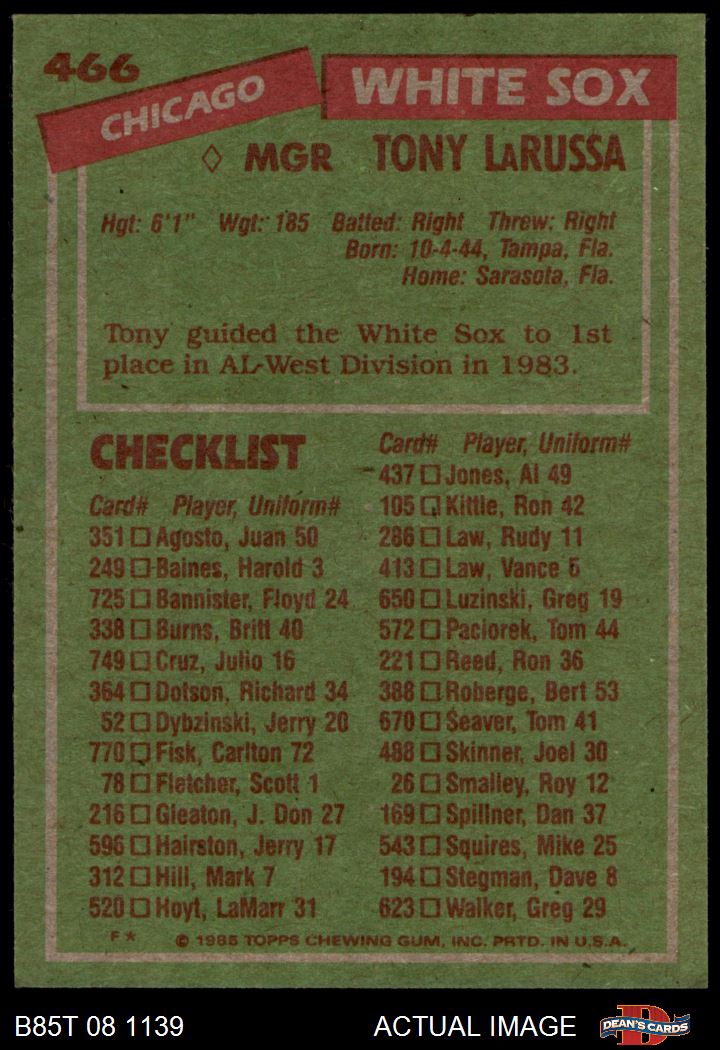 466
CHICAGO WHITE SOX
◇ MGR TONY LARUSSA
Hgt: 6'1" Wgt: 185 Batted: Right Threw: Right
Born: 10-4-44, Tampa, Fla.
Home: Sarasota, Fla.
Tony guided the White Sox to 1st
place in AL-West Division in 1983.
CHECKLIST
Card# Player, Uniform#
351 □ Agosto, Juan 50
249 □ Baines, Harold 3
725 □ Bannister, Floyd 24
338 □ Burns, Britt 40
749 □ Cruz, Julio 16
364 □ Dotson, Richard 34
52 □ Dybzinski, Jerry 20
770 □ Fisk, Carlton 72
78 □ Fletcher, Scott 1
216 □ Gleaton, J. Don 27
596 □ Hairston, Jerry 17
312 □ Hill, Mark 7
520 □ Hoyt, LaMarr 31
Card# Player, Uniform#
437 □ Jones, Al 49
105 □ Kittle, Ron 42
286 □ Law, Rudy 11
413 □ Law, Vance 5
650 □ Luzinski, Greg 19
572 □ Paciorek, Tom 44
221 □ Reed, Ron 36
388 □ Roberge, Bert 53
670 □ Seaver, Tom 41
488 □ Skinner, Joel 30
26 □ Smalley, Roy 12
169 □ Spillner, Dan 37
543 □ Squires, Mike 25
194 □ Stegman, Dave 8
623 □ Walker, Greg 29
F* © 1985 TOPPS CHEWING GUM, INC. PRTD. IN U.S.A.
B85T 08 1139 ACTUAL IMAGE DEAN'S CARDS